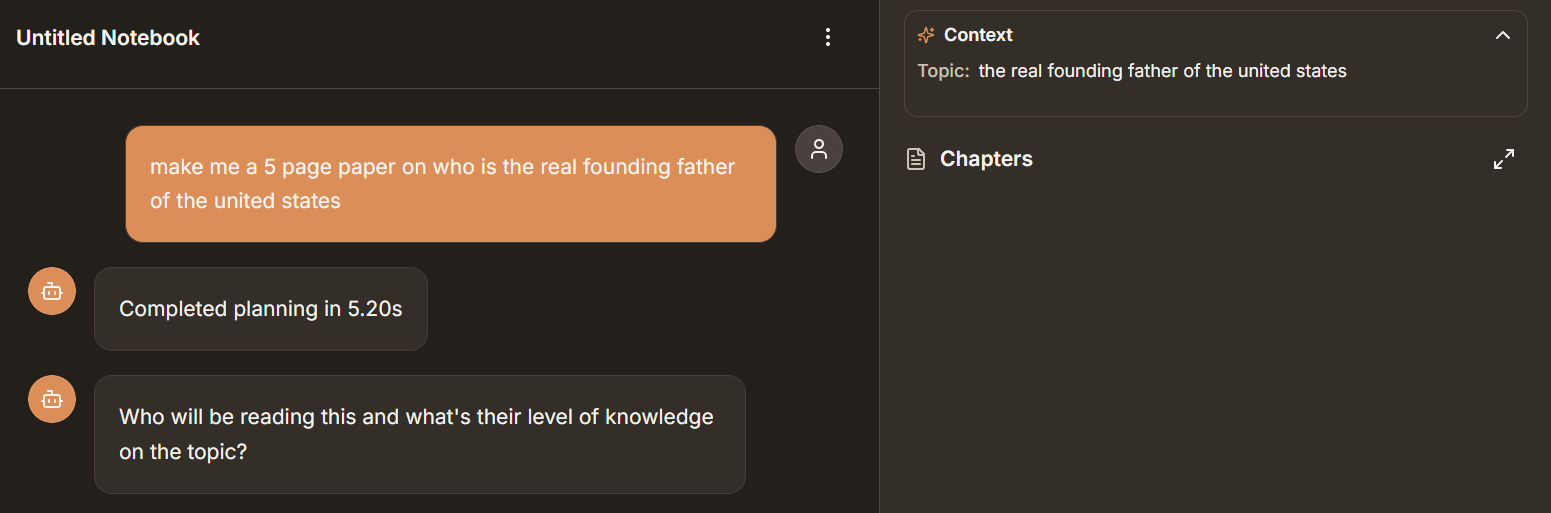 Untitled Notebook
make me a 5 page paper on who is the real founding father
of the united states
Completed planning in 5.20s
Who will be reading this and what's their level of knowledge
on the topic?
Context
Topic: the real founding father of the united states
Chapters